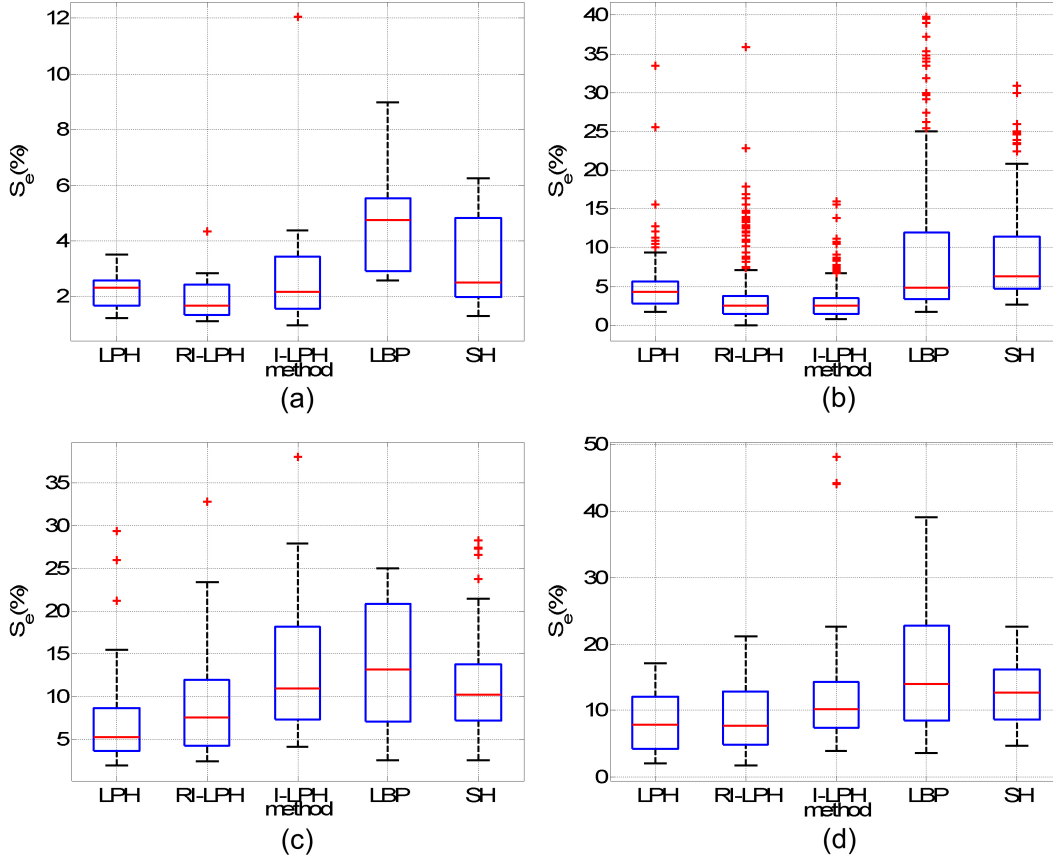 12
10
8
6
4
2
S_e(%)
LPH RI-LPH I-LPH LBP SH
method
(a)
40
35
30
25
20
15
10
5
0
S_e(%)
LPH RI-LPH I-LPH LBP SH
method
(b)
35
30
25
20
15
10
5
S_e(%)
LPH RI-LPH I-LPH LBP SH
method
(c)
50
40
30
20
10
0
S_e(%)
LPH RI-LPH I-LPH LBP SH
method
(d)